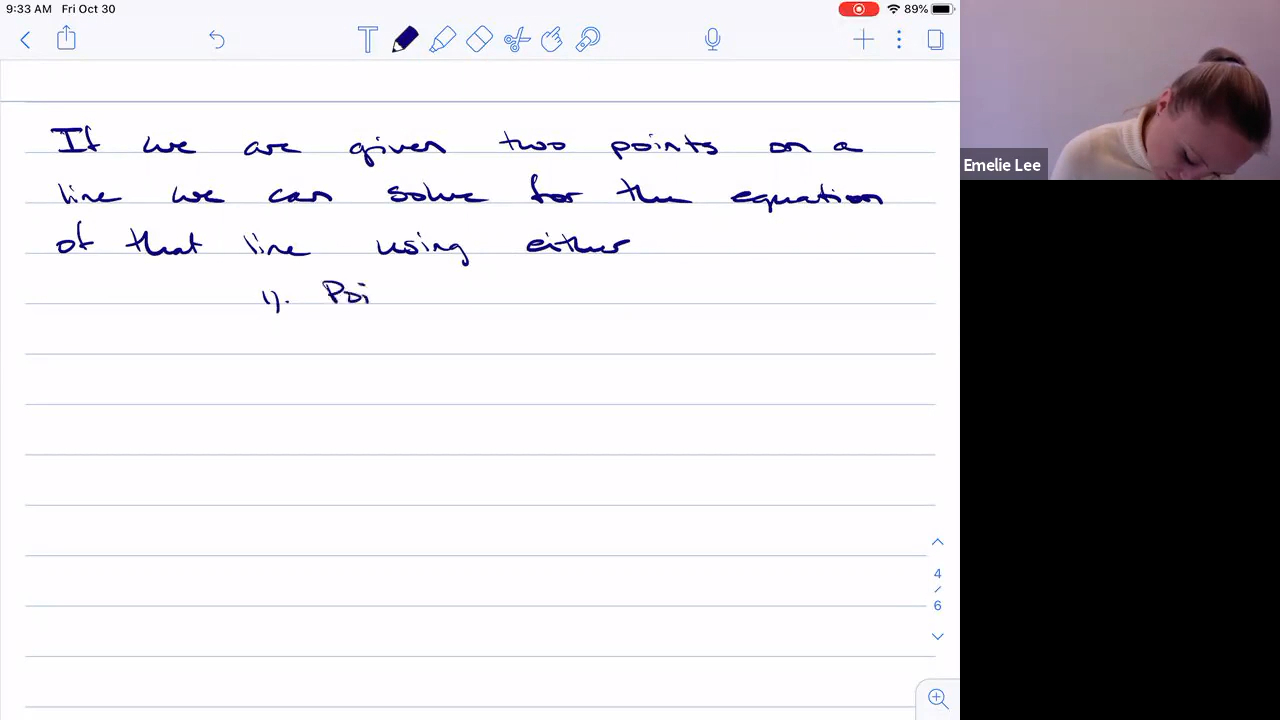 9:33 AM Fri Oct 30
89%
If we are given two points on a
line we can solve for the equation
of that line using either
1). Poi
Emelie Lee
4
/
6